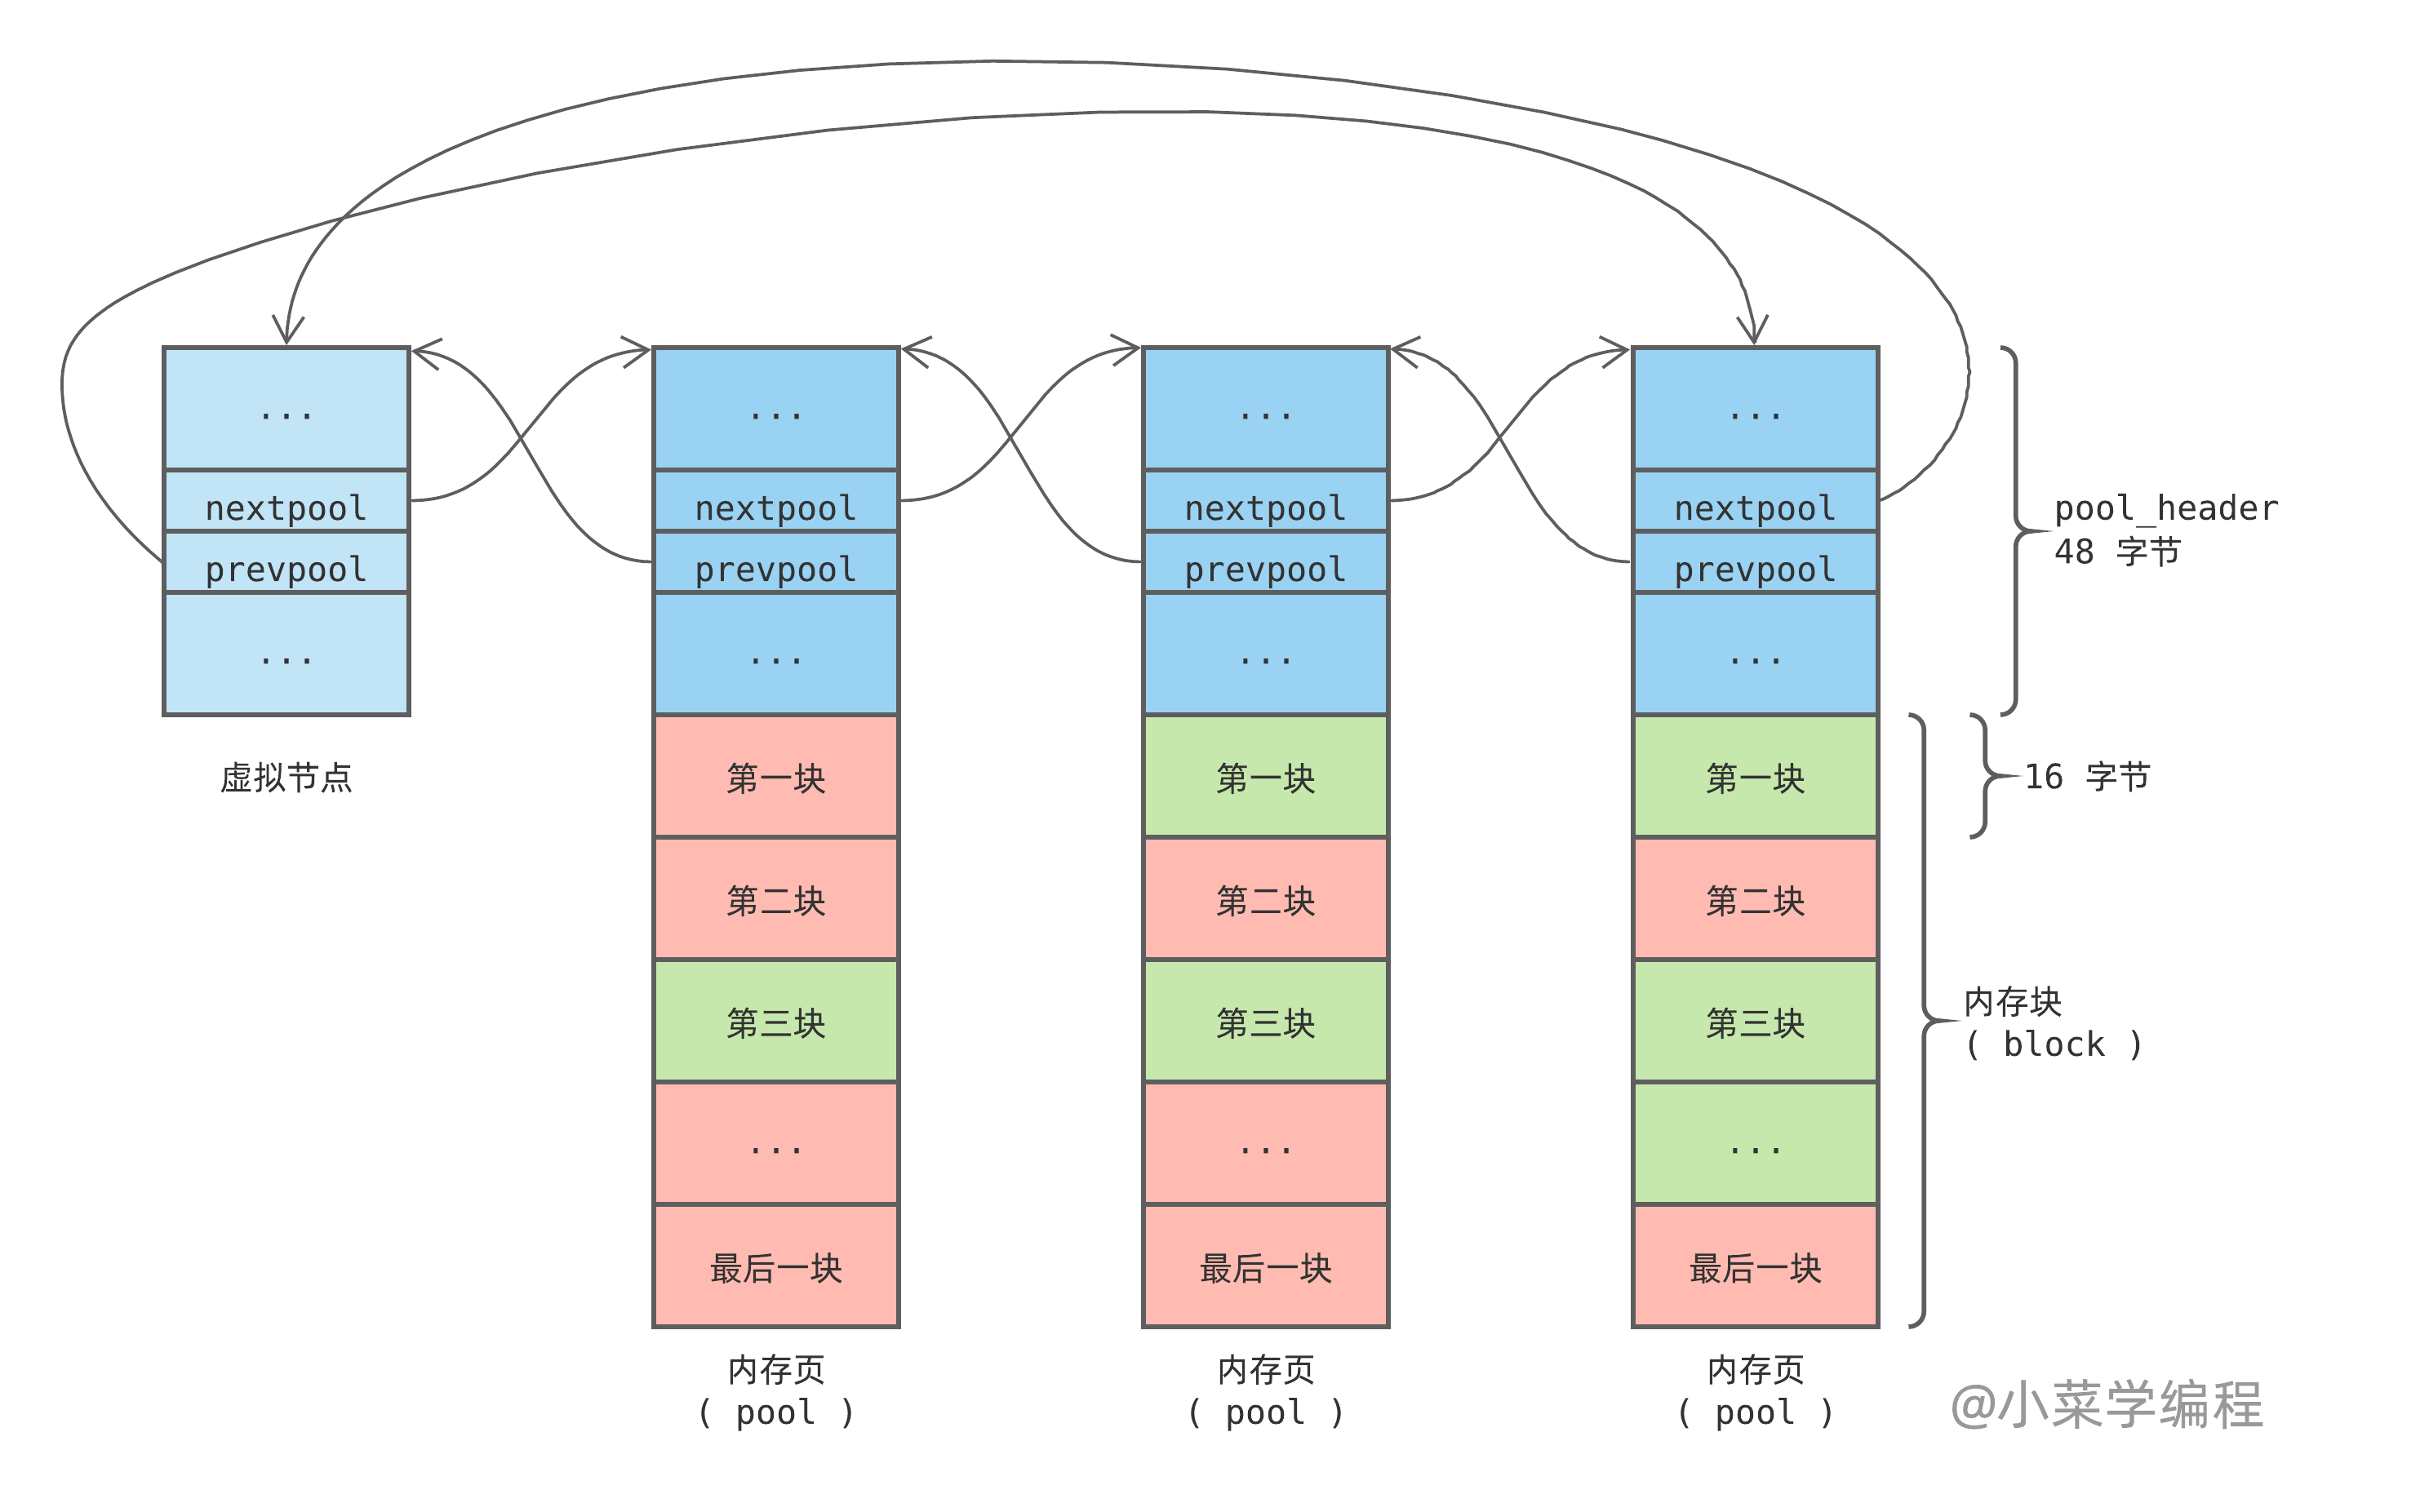 ...
nextpool
prevpool
...
虚拟节点
...
nextpool
prevpool
...
第一块
第二块
第三块
...
最后一块
内存页
( pool )
...
nextpool
prevpool
...
第一块
第二块
第三块
...
最后一块
内存页
( pool )
...
nextpool
prevpool
...
第一块
第二块
第三块
...
最后一块
内存页
( pool )
pool_header
48 字节
16 字节
内存块
( block )
@小菜学编程